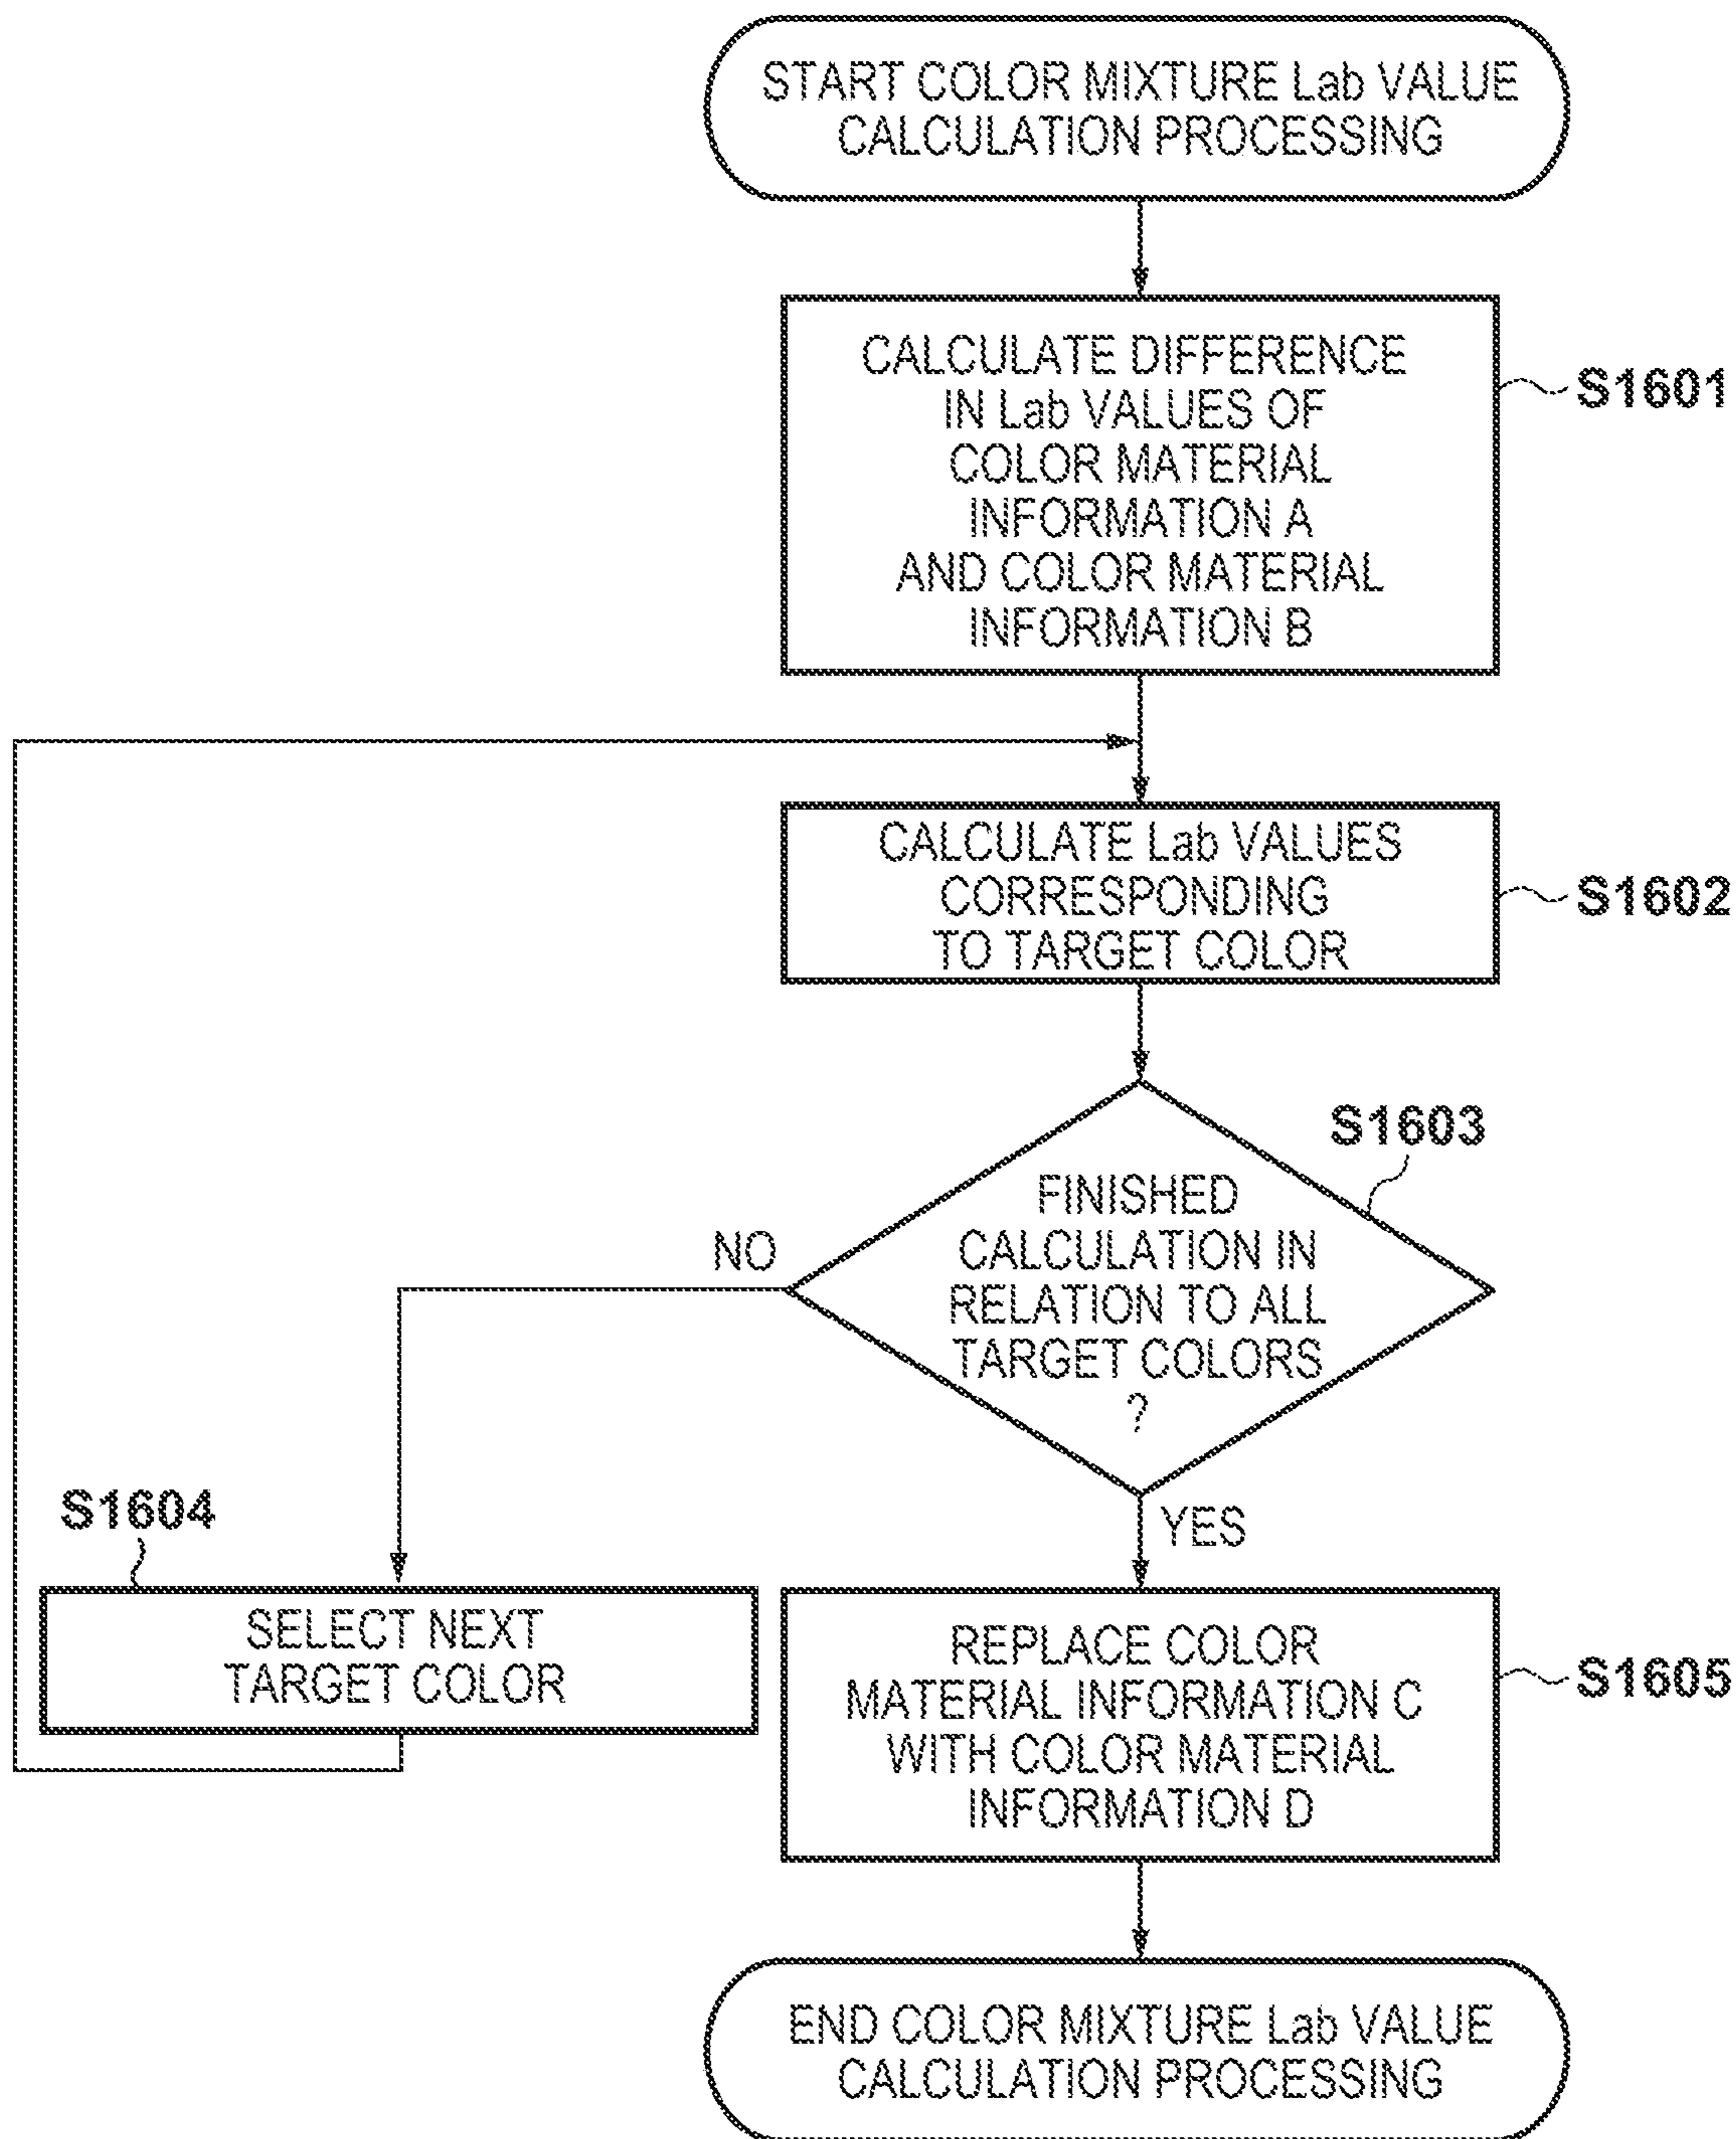 START COLOR MIXTURE Lab VALUE
CALCULATION PROCESSING
CALCULATE DIFFERENCE
IN Lab VALUES OF
COLOR MATERIAL
INFORMATION A
AND COLOR MATERIAL
INFORMATION B
S1601
CALCULATE Lab VALUES
CORRESPONDING
TO TARGET COLOR
S1602
S1603
FINISHED
CALCULATION IN
RELATION TO ALL
TARGET COLORS
?
NO
YES
S1604
SELECT NEXT
TARGET COLOR
REPLACE COLOR
MATERIAL INFORMATION C
WITH COLOR MATERIAL
INFORMATION D
S1605
END COLOR MIXTURE Lab VALUE
CALCULATION PROCESSING